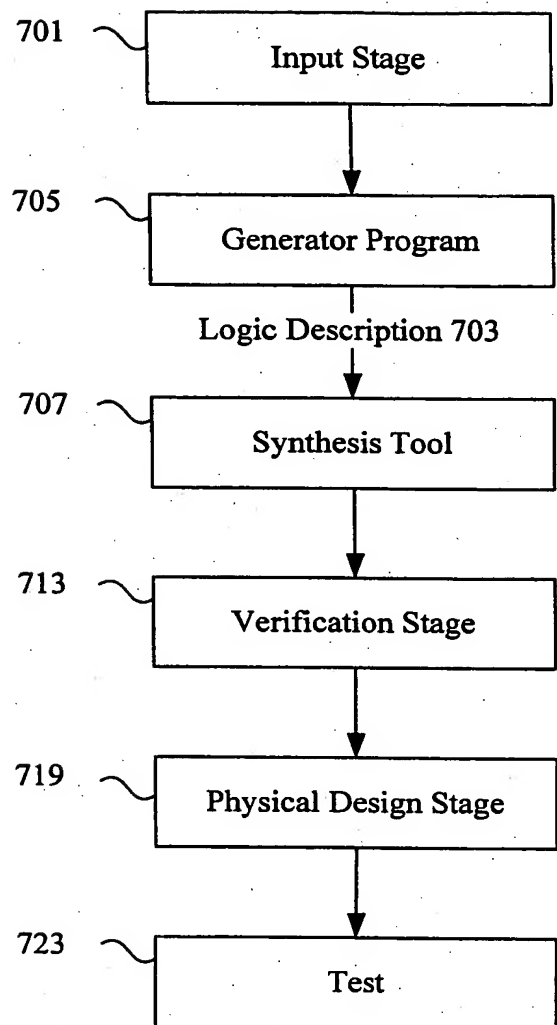 701
Input Stage
705
Generator Program
Logic Description 703
707
Synthesis Tool
713
Verification Stage
719
Physical Design Stage
723
Test